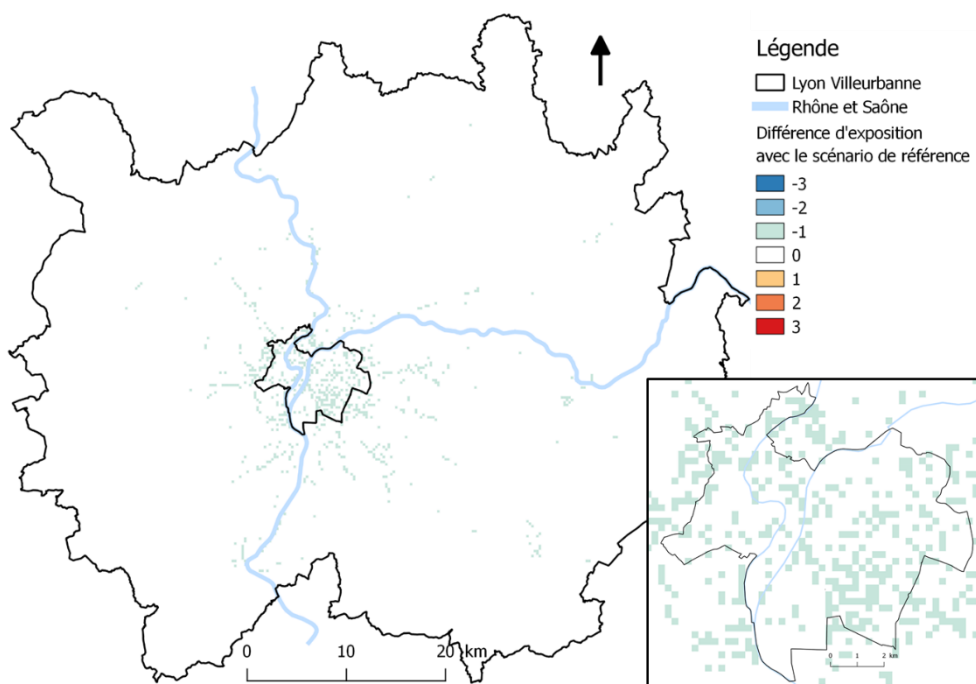 Légende
Lyon Villeurbanne
Rhône et Saône
Différence d'exposition
avec le scénario de référence
-3
-2
-1
0
1
2
3
0 10 20 km
0 1 2 km